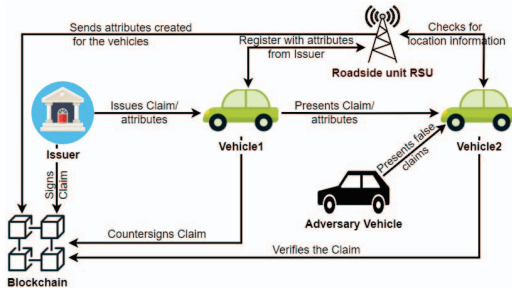 Sends attributes created
for the vehicles
Register with attributes
from Issuer
Checks for
location information
Roadside unit RSU
Issues Claim/
attributes
Presents Claim/
attributes
Issuer
Vehicle1
Vehicle2
Presents false
claims
Signs
Claim
Adversary Vehicle
Countersigns Claim
Verifies the Claim
Blockchain